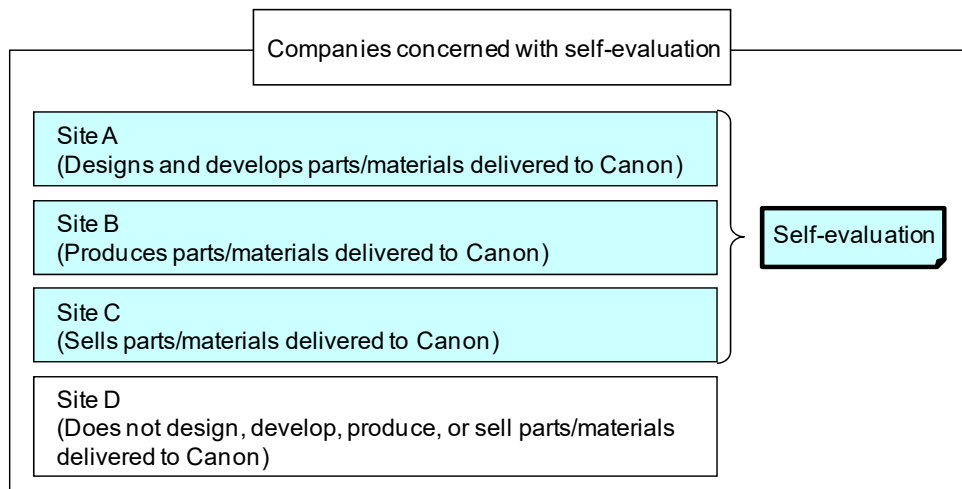 Companies concerned with self-evaluation
Site A
(Designs and develops parts/materials delivered to Canon)
Site B
(Produces parts/materials delivered to Canon)
Self-evaluation
Site C
(Sells parts/materials delivered to Canon)
Site D
(Does not design, develop, produce, or sell parts/materials
delivered to Canon)